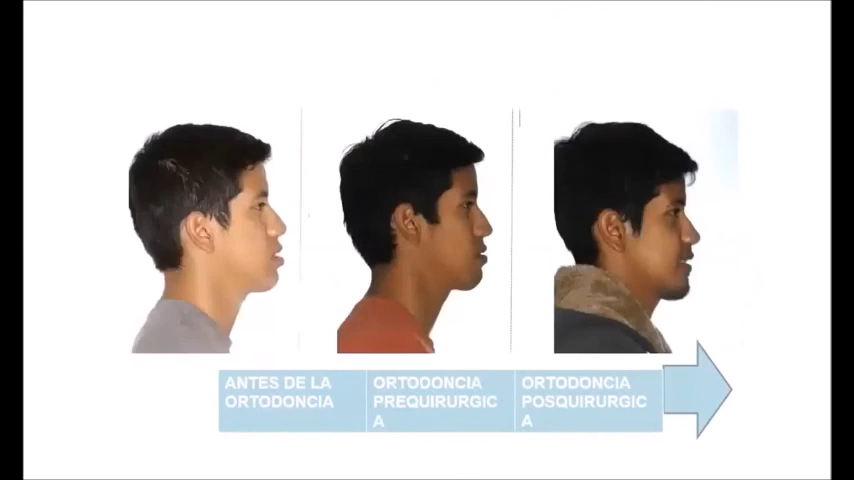 ANTES DE LA
ORTODONCIA
ORTODONCIA
PREQUIRURGIC
A
ORTODONCIA
POSQUIRURGIC
A